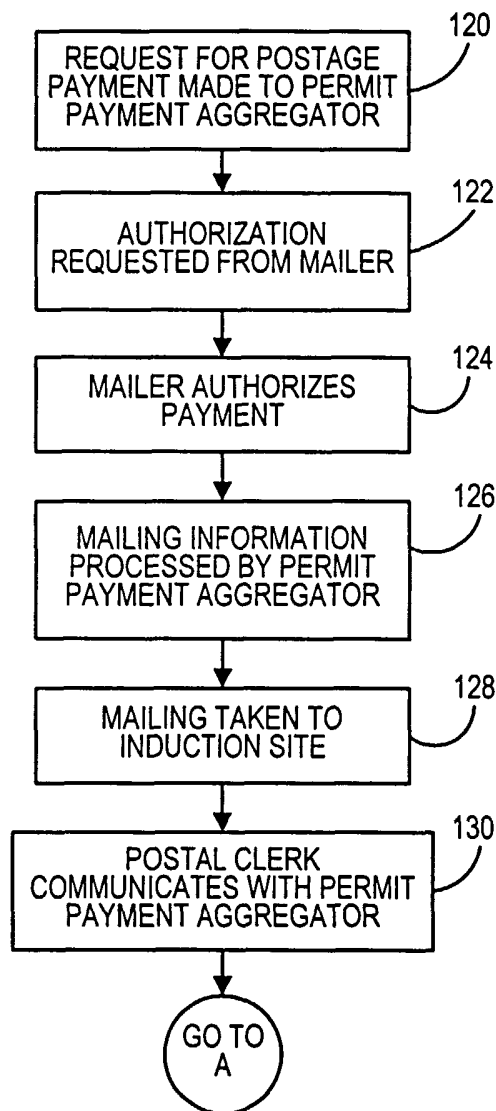 REQUEST FOR POSTAGE
PAYMENT MADE TO PERMIT
PAYMENT AGGREGATOR
120
AUTHORIZATION
REQUESTED FROM MAILER
122
MAILER AUTHORIZES
PAYMENT
124
MAILING INFORMATION
PROCESSED BY PERMIT
PAYMENT AGGREGATOR
126
MAILING TAKEN TO
INDUCTION SITE
128
POSTAL CLERK
COMMUNICATES WITH PERMIT
PAYMENT AGGREGATOR
130
GO TO
A